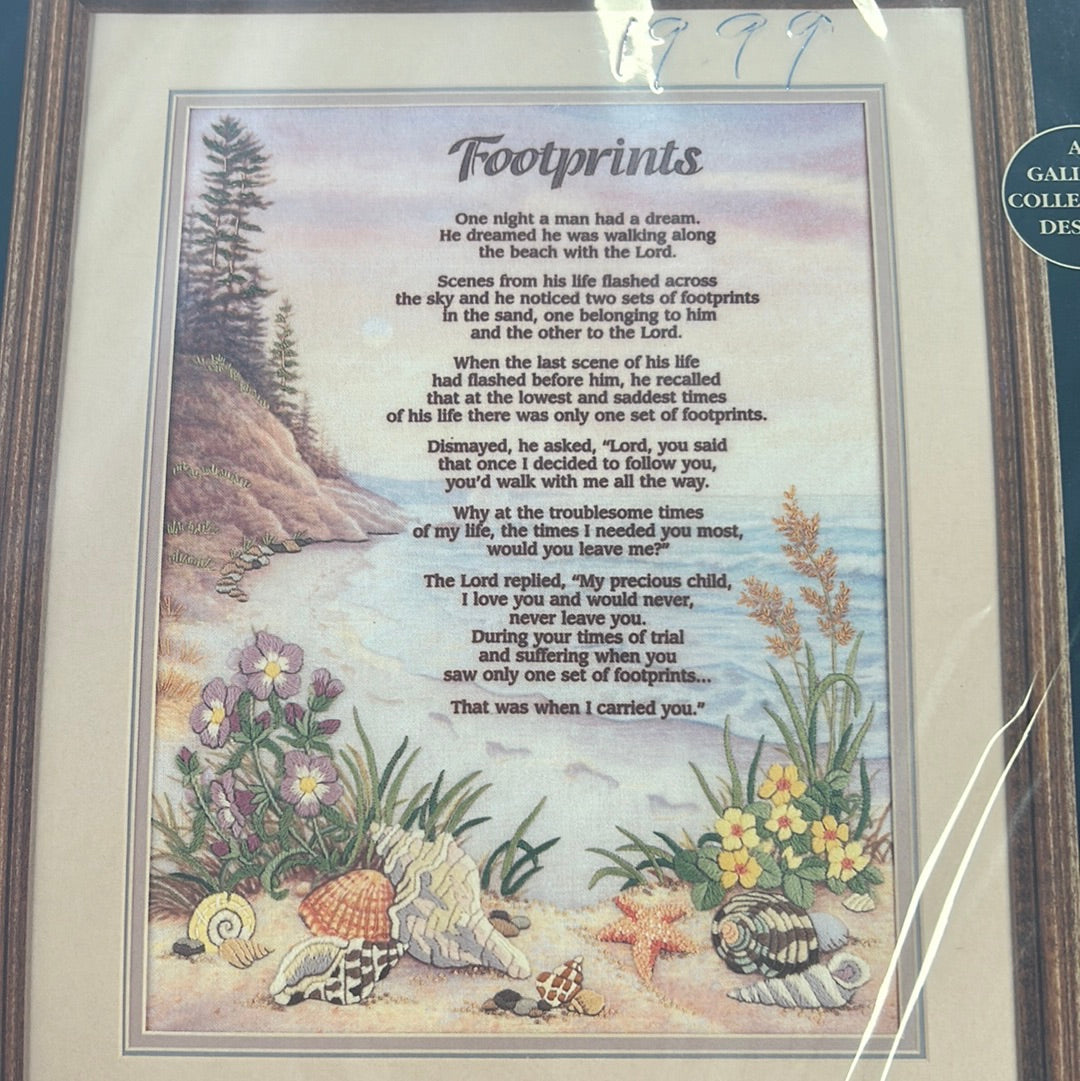 1999
A
GAL
COLLE
DES
Footprints
One night a man had a dream.
He dreamed he was walking along
the beach with the Lord.
Scenes from his life flashed across
the sky and he noticed two sets of footprints
in the sand, one belonging to him
and the other to the Lord.
When the last scene of his life
had flashed before him, he recalled
that at the lowest and saddest times
of his life there was only one set of footprints.
Dismayed, he asked, “Lord, you said
that once I decided to follow you,
you’d walk with me all the way.
Why at the troublesome times
of my life, the times I needed you most,
would you leave me?”
The Lord replied, “My precious child,
I love you and would never,
never leave you.
During your times of trial
and suffering when you
saw only one set of footprints...
That was when I carried you.”